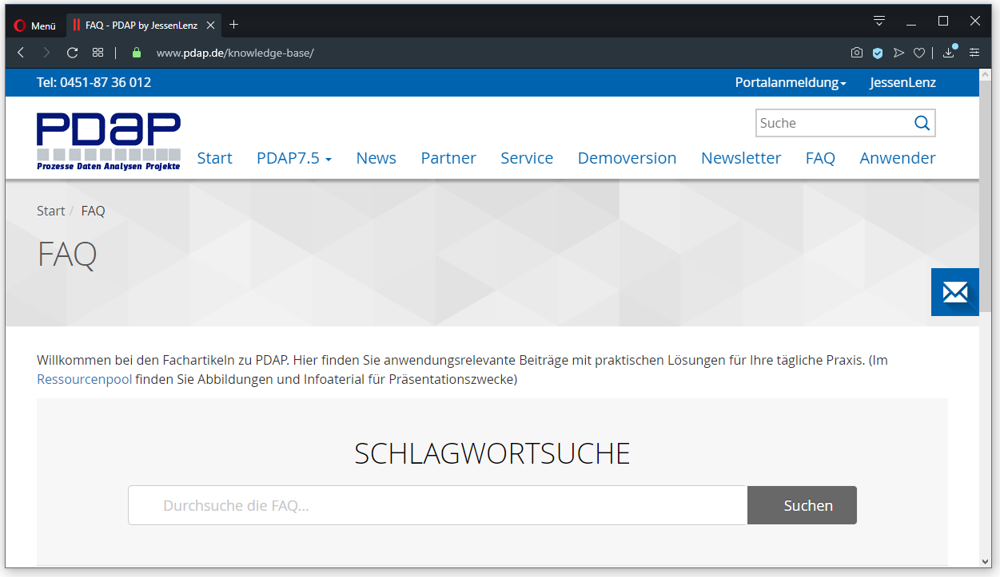 Menü
FAQ - PDAP by JessenLenz
www.pdap.de/knowledge-base/
Tel: 0451-87 36 012
Portalanmeldung
JessenLenz
PDAP
Prozesse Daten Analysen Projekte
Suche
Start
PDAP7.5
News
Partner
Service
Demoversion
Newsletter
FAQ
Anwender
Start / FAQ
FAQ
Willkommen bei den Fachartikeln zu PDAP. Hier finden Sie anwendungsrelevante Beiträge mit praktischen Lösungen für Ihre tägliche Praxis. (Im
Ressourcenpool finden Sie Abbildungen und Infoaterial für Präsentationszwecke)
SCHLAGWORTSUCHE
Durchsuche die FAQ...
Suchen